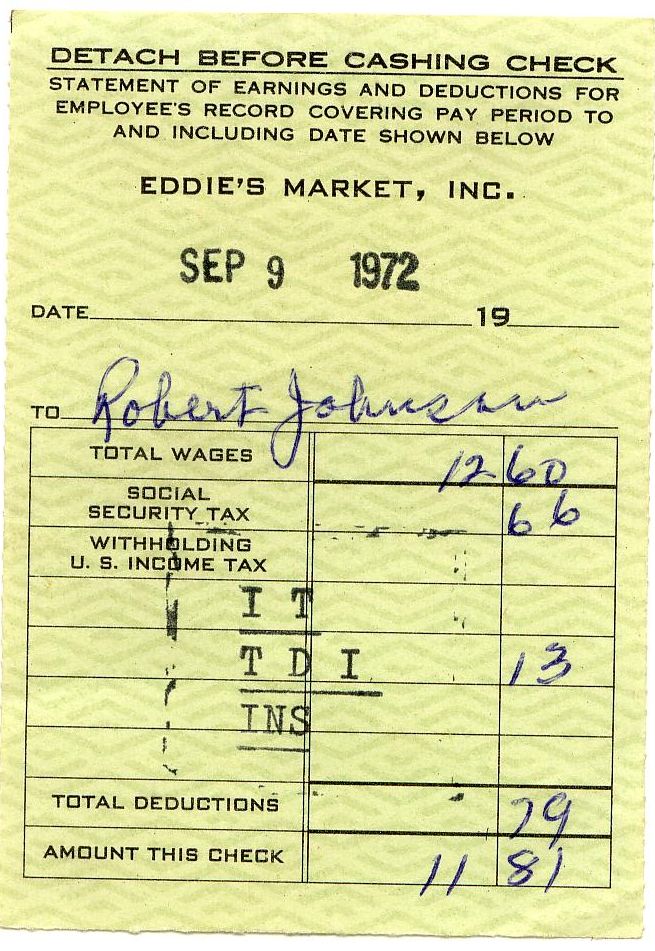 DETACH BEFORE CASHING CHECK
STATEMENT OF EARNINGS AND DEDUCTIONS FOR
EMPLOYEE'S RECORD COVERING PAY PERIOD TO
AND INCLUDING DATE SHOWN BELOW
EDDIE'S MARKET, INC.
SEP 9 1972
DATE 19
TO Robert Johnson
TOTAL WAGES 12 60
SOCIAL
SECURITY TAX 66
WITHHOLDING
U. S. INCOME TAX
IT
TDI 13
INS
TOTAL DEDUCTIONS 79
AMOUNT THIS CHECK 11 81